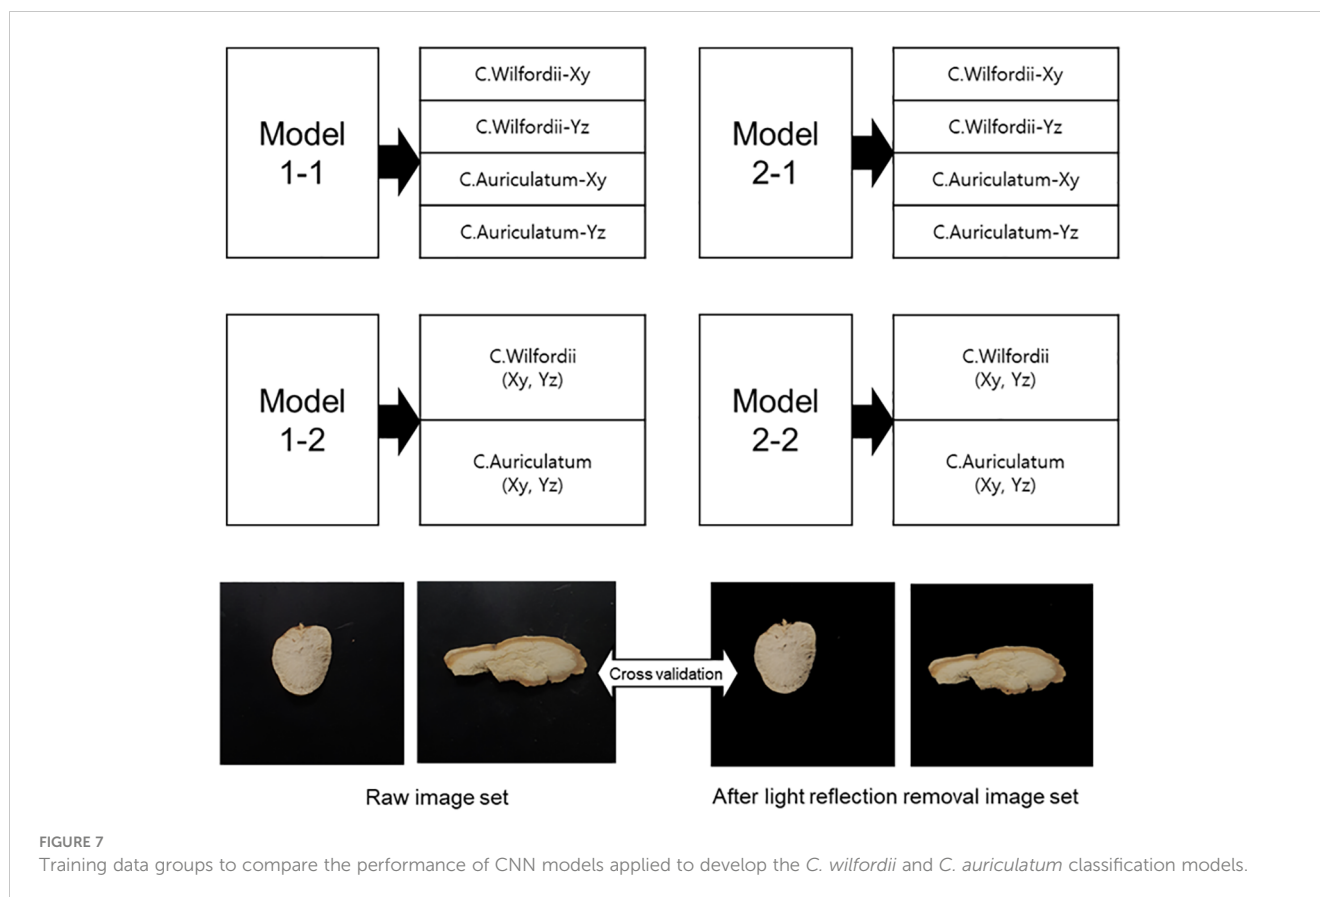 Model
1-1
C.Wilfordii-Xy
C.Wilfordii-Yz
C.Auriculatum-Xy
C.Auriculatum-Yz
Model
2-1
C.Wilfordii-Xy
C.Wilfordii-Yz
C.Auriculatum-Xy
C.Auriculatum-Yz
Model
1-2
C.Wilfordii
(Xy, Yz)
C.Auriculatum
(Xy, Yz)
Model
2-2
C.Wilfordii
(Xy, Yz)
C.Auriculatum
(Xy, Yz)
Cross validation
Raw image set
After light reflection removal image set
FIGURE 7
Training data groups to compare the performance of CNN models applied to develop the C. wilfordii and C. auriculatum classification models.